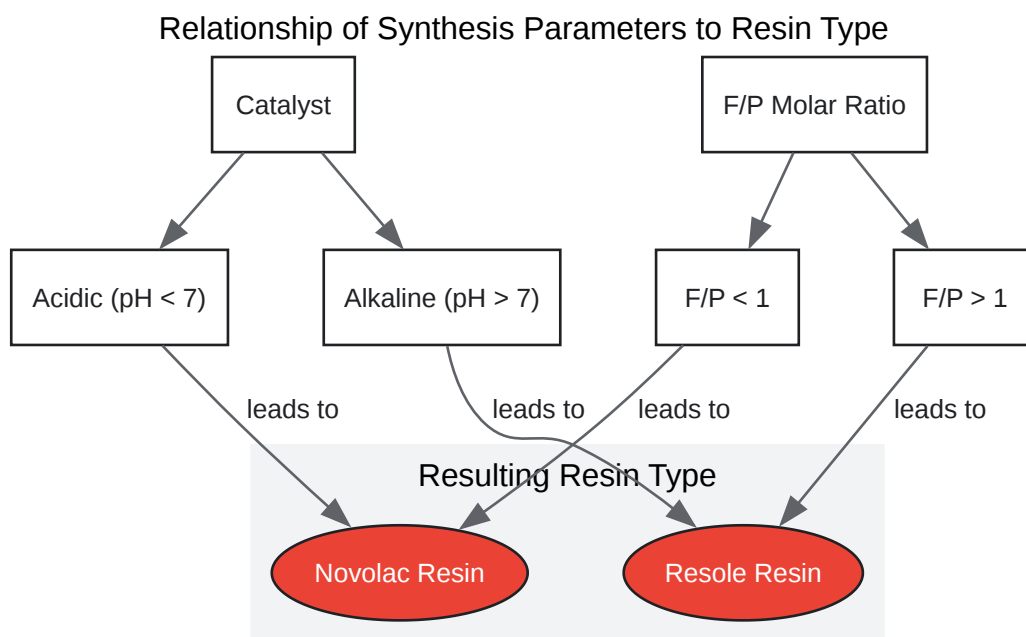 Relationship of Synthesis Parameters to Resin Type
Catalyst
F/P Molar Ratio
Acidic (pH < 7)
Alkaline (pH > 7)
F/P < 1
F/P > 1
leads to
leads to
leads to
leads to
Resulting Resin Type
Novolac Resin
Resole Resin